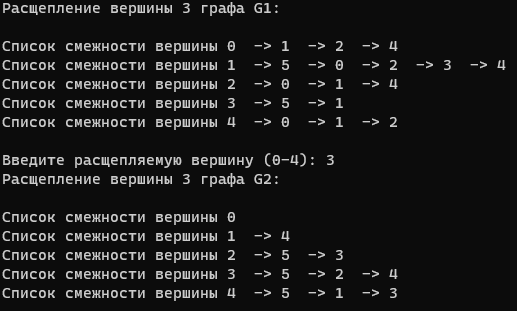 Расщепление вершины 3 графа G1:
Список смежности вершины 0  -> 1  -> 2  -> 4
Список смежности вершины 1  -> 5  -> 0  -> 2  -> 3  -> 4
Список смежности вершины 2  -> 0  -> 1  -> 4
Список смежности вершины 3  -> 5  -> 1
Список смежности вершины 4  -> 0  -> 1  -> 2
Введите расщепляемую вершину (0-4): 3
Расщепление вершины 3 графа G2:
Список смежности вершины 0
Список смежности вершины 1  -> 4
Список смежности вершины 2  -> 5  -> 3
Список смежности вершины 3  -> 5  -> 2  -> 4
Список смежности вершины 4  -> 5  -> 1  -> 3